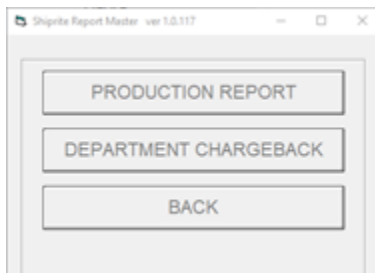 Shiprite Report Master ver 1.0.117
PRODUCTION REPORT
DEPARTMENT CHARGEBACK
BACK